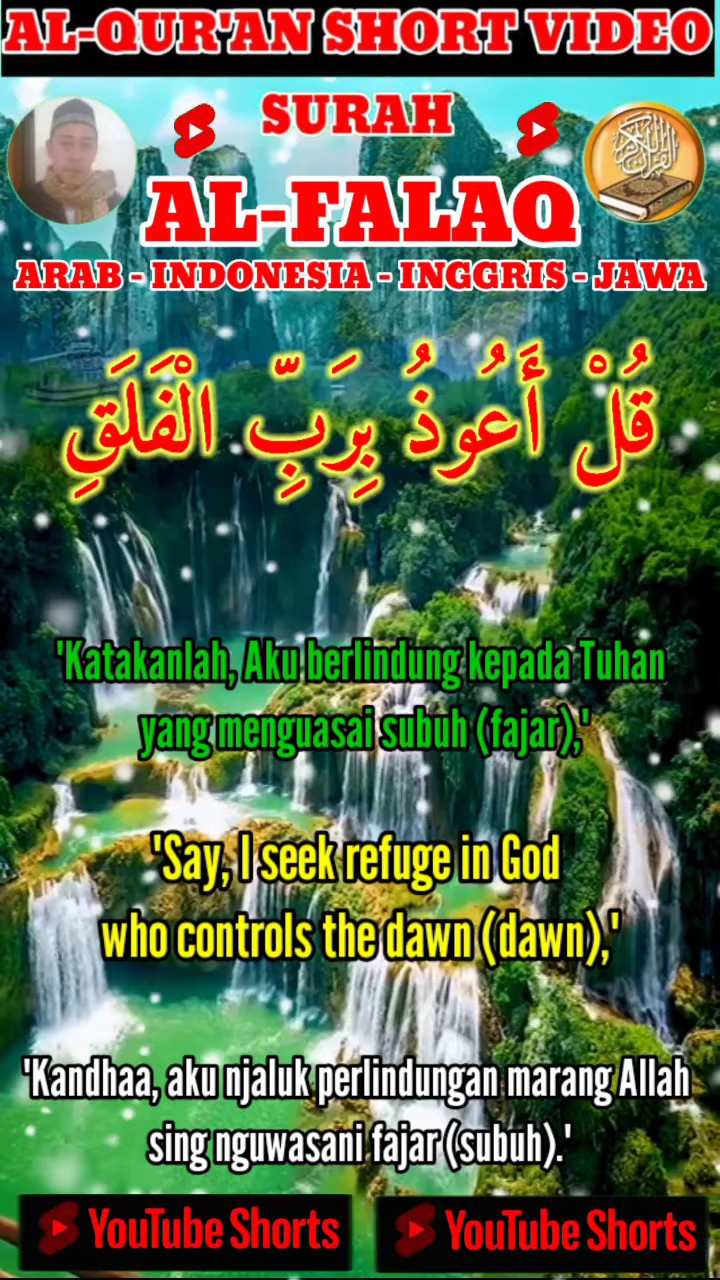 AL-QUR'AN SHORT VIDEO
SURAH
AL-FALAQ
ARAB - INDONESIA - INGGRIS - JAWA
قُلْ أَعُوذُ بِرَبِّ الْفَلَقِ
'Katakanlah, Aku berlindung kepada Tuhan
yang menguasai subuh (fajar),'
'Say, I seek refuge in God
who controls the dawn (dawn),'
'Kandhaa, aku njaluk perlindungan marang Allah
sing nguwasani fajar (subuh).'
YouTube Shorts YouTube Shorts